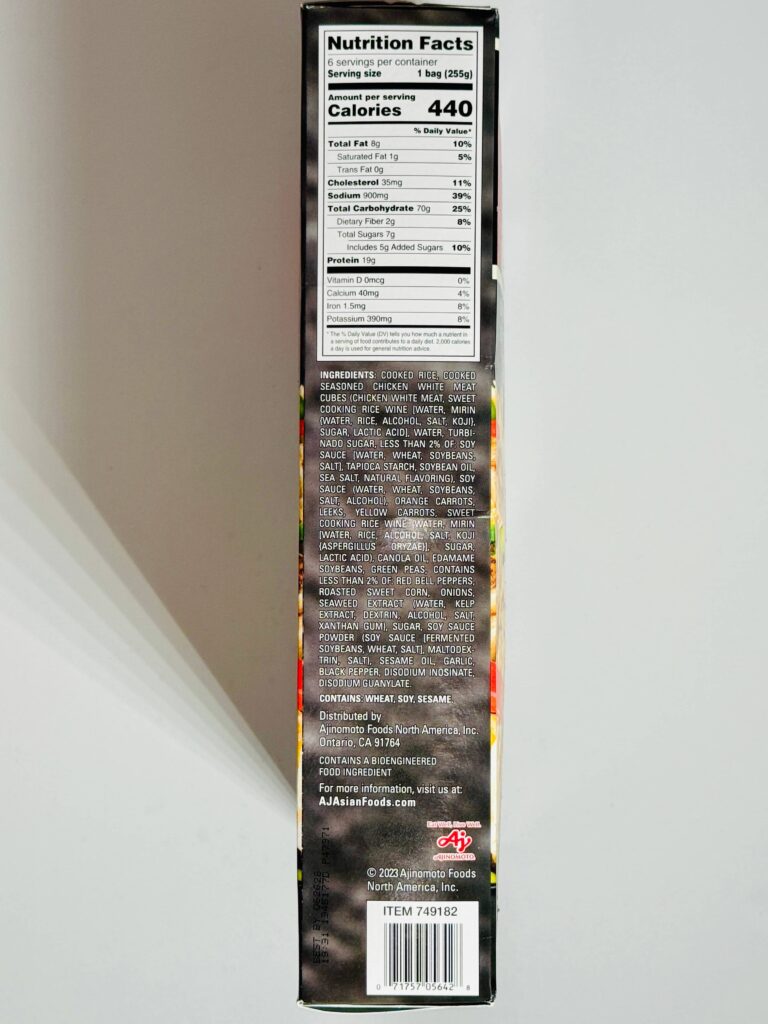 Nutrition Facts
6 servings per container
Serving size 1 bag (255g)
Amount per serving
Calories 440
% Daily Value*
Total Fat 8g 10%
Saturated Fat 1g 5%
Trans Fat 0g
Cholesterol 35mg 11%
Sodium 900mg 39%
Total Carbohydrate 70g 25%
Dietary Fiber 2g 8%
Total Sugars 7g
Includes 5g Added Sugars 10%
Protein 19g
Vitamin D 0mcg 0%
Calcium 40mg 4%
Iron 1.5mg 8%
Potassium 390mg 8%
* The % Daily Value (DV) tells you how much a nutrient in
a serving of food contributes to a daily diet. 2,000 calories
a day is used for general nutrition advice.
INGREDIENTS: COOKED RICE, COOKED
SEASONED CHICKEN WHITE MEAT
CUBES (CHICKEN WHITE MEAT, SWEET
COOKING RICE WINE [WATER, MIRIN
(WATER, RICE, ALCOHOL, SALT, KOJI),
SUGAR, LACTIC ACID], WATER, TURBI-
NADO SUGAR, LESS THAN 2% OF: SOY
SAUCE [WATER, WHEAT, SOYBEANS,
SALT], TAPIOCA STARCH, SOYBEAN OIL,
SEA SALT, NATURAL FLAVORING), SOY
SAUCE (WATER, WHEAT, SOYBEANS,
SALT, ALCOHOL), ORANGE CARROTS,
LEEKS, YELLOW CARROTS, SWEET
COOKING RICE WINE (WATER, MIRIN
[WATER, RICE, ALCOHOL, SALT, KOJI
(ASPERGILLUS ORYZAE)], SUGAR,
LACTIC ACID), CANOLA OIL, EDAMAME
SOYBEANS, GREEN PEAS, CONTAINS
LESS THAN 2% OF: RED BELL PEPPERS,
ROASTED SWEET CORN, ONIONS,
SEAWEED EXTRACT (WATER, KELP
EXTRACT, DEXTRIN, ALCOHOL, SALT,
XANTHAN GUM), SUGAR, SOY SAUCE
POWDER (SOY SAUCE [FERMENTED
SOYBEANS, WHEAT, SALT], MALTODEX-
TRIN, SALT), SESAME OIL, GARLIC,
BLACK PEPPER, DISODIUM INOSINATE,
DISODIUM GUANYLATE.
CONTAINS: WHEAT, SOY, SESAME.
Distributed by
Ajinomoto Foods North America, Inc.
Ontario, CA 91764
CONTAINS A BIOENGINEERED
FOOD INGREDIENT
For more information, visit us at:
AJAsianFoods.com
Eat Well, Live Well.
Aj
AJINOMOTO
© 2023 Ajinomoto Foods
North America, Inc.
ITEM 749182
0 71757 05642 8
BEST BY